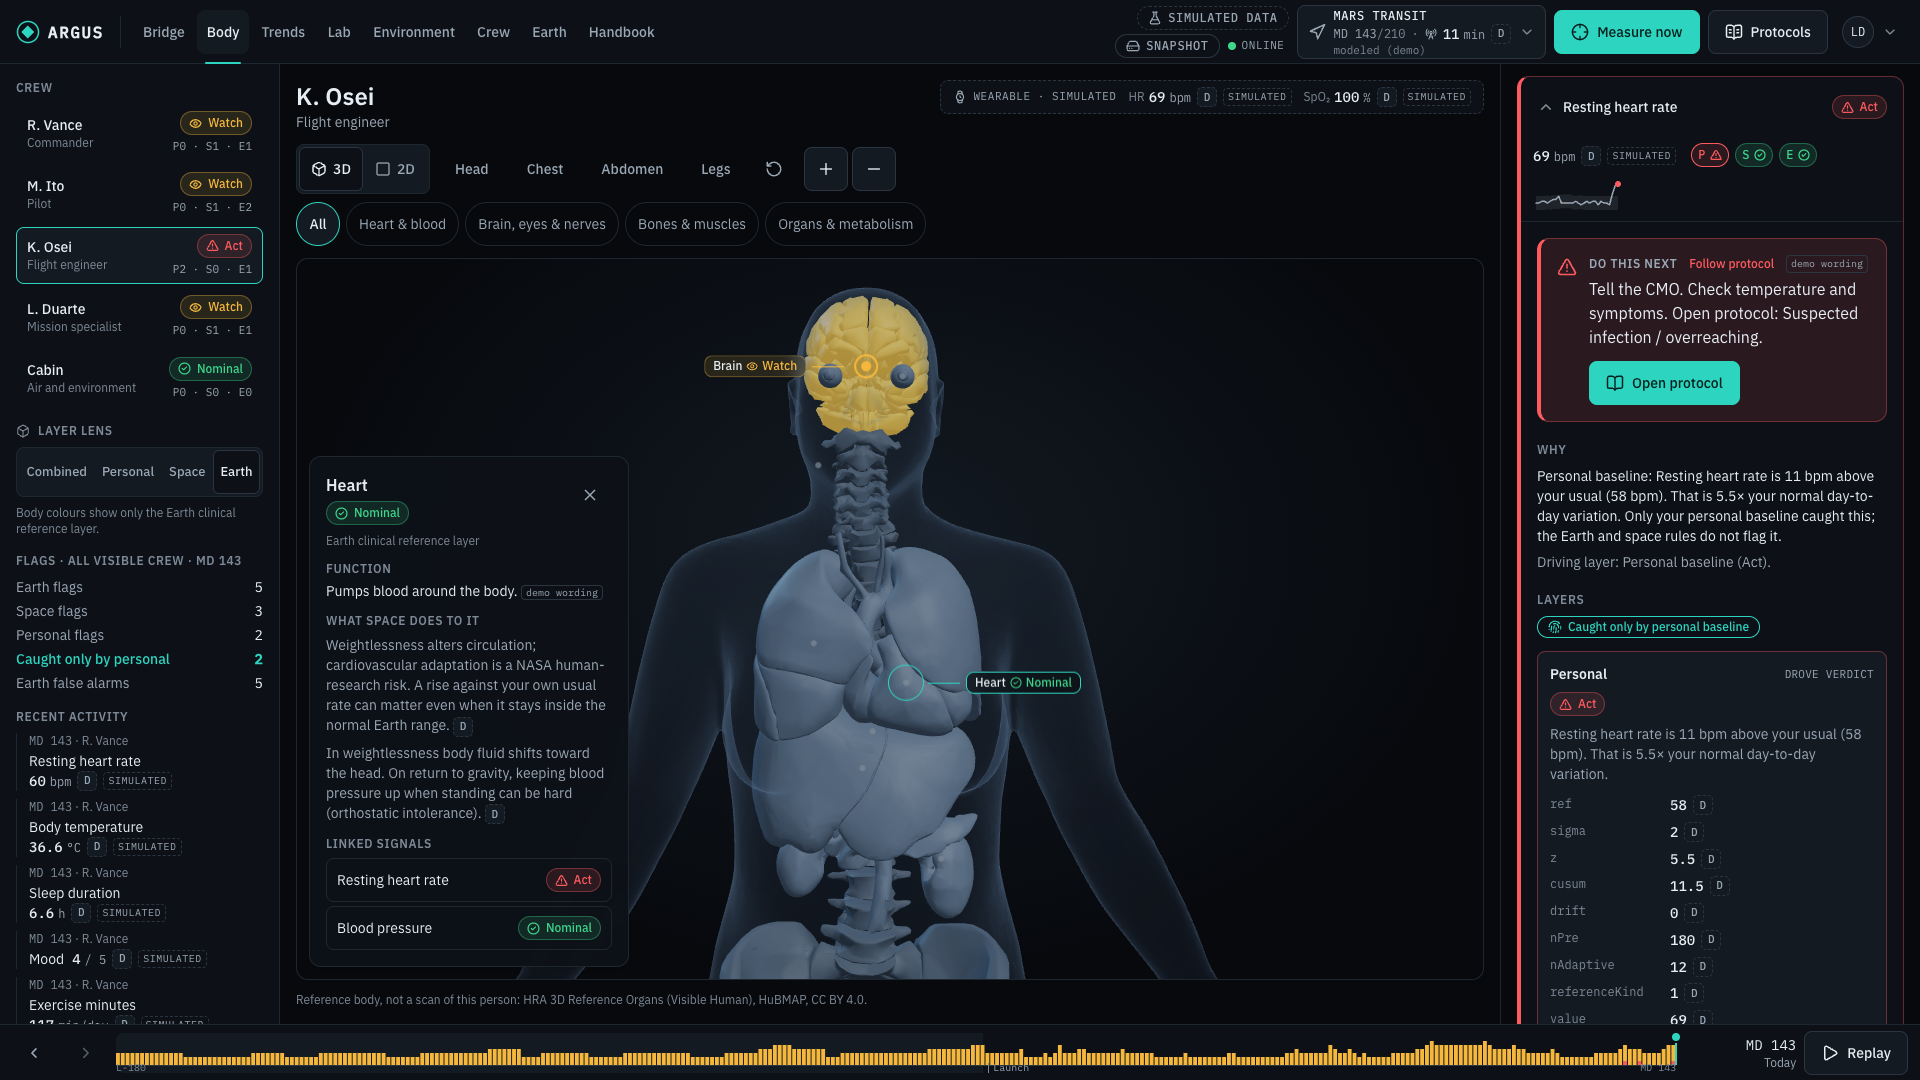 ARGUS
Bridge Body Trends Lab Environment Crew Earth Handbook
SIMULATED DATA
SNAPSHOT ONLINE
MARS TRANSIT
MD 143/210 · 11 min D
modeled (demo)
Measure now
Protocols
LD
CREW
R. Vance Watch
Commander P0 · S1 · E1
M. Ito Watch
Pilot P0 · S1 · E2
K. Osei Act
Flight engineer P2 · S0 · E1
L. Duarte Watch
Mission specialist P0 · S1 · E1
Cabin Nominal
Air and environment P0 · S0 · E0
LAYER LENS
Combined Personal Space Earth
Body colours show only the Earth clinical
reference layer.
FLAGS · ALL VISIBLE CREW · MD 143
Earth flags 5
Space flags 3
Personal flags 2
Caught only by personal 2
Earth false alarms 5
RECENT ACTIVITY
MD 143 · R. Vance
Resting heart rate
60 bpm D SIMULATED
MD 143 · R. Vance
Body temperature
36.6 °C D SIMULATED
MD 143 · R. Vance
Sleep duration
6.6 h D SIMULATED
MD 143 · R. Vance
Mood 4 / 5 D SIMULATED
MD 143 · R. Vance
Exercise minutes
117 min/day D SIMULATED
K. Osei
Flight engineer
WEARABLE · SIMULATED HR 69 bpm D SIMULATED SpO₂ 100 % D SIMULATED
3D 2D Head Chest Abdomen Legs + −
All Heart & blood Brain, eyes & nerves Bones & muscles Organs & metabolism
Brain Watch
Heart Nominal
Heart
Nominal
Earth clinical reference layer
FUNCTION
Pumps blood around the body. demo wording
WHAT SPACE DOES TO IT
Weightlessness alters circulation;
cardiovascular adaptation is a NASA human-
research risk. A rise against your own usual
rate can matter even when it stays inside the
normal Earth range. D
In weightlessness body fluid shifts toward
the head. On return to gravity, keeping blood
pressure up when standing can be hard
(orthostatic intolerance). D
LINKED SIGNALS
Resting heart rate Act
Blood pressure Nominal
Reference body, not a scan of this person: HRA 3D Reference Organs (Visible Human), HuBMAP, CC BY 4.0.
Resting heart rate Act
69 bpm D SIMULATED P S E
DO THIS NEXT Follow protocol demo wording
Tell the CMO. Check temperature and
symptoms. Open protocol: Suspected
infection / overreaching.
Open protocol
WHY
Personal baseline: Resting heart rate is 11 bpm above
your usual (58 bpm). That is 5.5× your normal day-to-
day variation. Only your personal baseline caught this;
the Earth and space rules do not flag it.
Driving layer: Personal baseline (Act).
LAYERS
Caught only by personal baseline
Personal DROVE VERDICT
Act
Resting heart rate is 11 bpm above your usual (58
bpm). That is 5.5× your normal day-to-day
variation.
ref 58 D
sigma 2 D
z 5.5 D
cusum 11.5 D
drift 0 D
nPre 180 D
nAdaptive 12 D
referenceKind 1 D
value 69 D
L-180 Launch MD 143
MD 143
Today
Replay